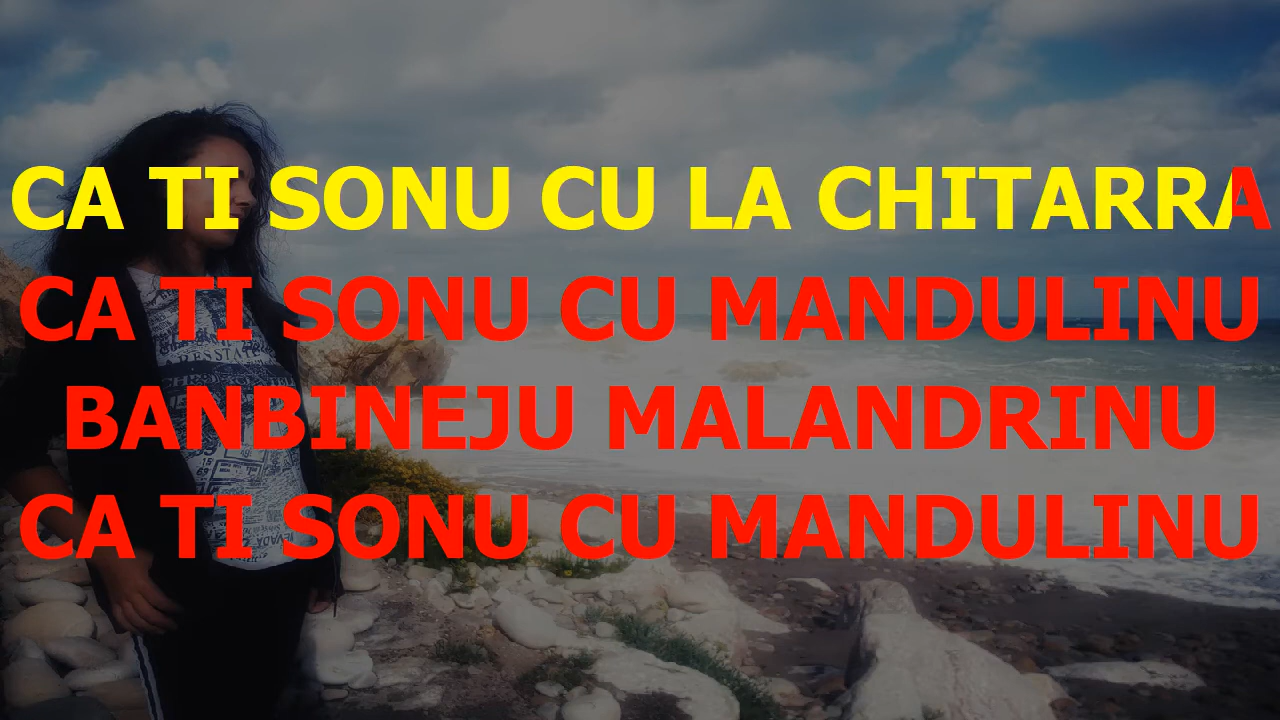 CA TI SONU CU LA CHITARRA
CA TI SONU CU MANDULINU
BANBINEJU MALANDRINU
CA TI SONU CU MANDULINU